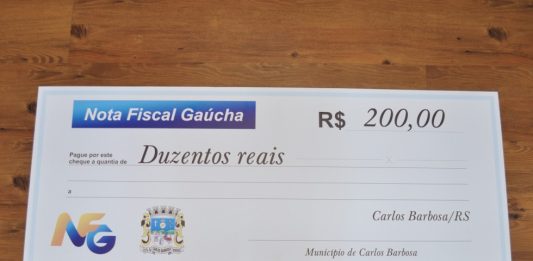 Nota Fiscal Gaúcha R$ 200,00
Pague por este
cheque à quantia de Duzentos reais
a
Carlos Barbosa/RS
NFG
Município de Carlos Barbosa